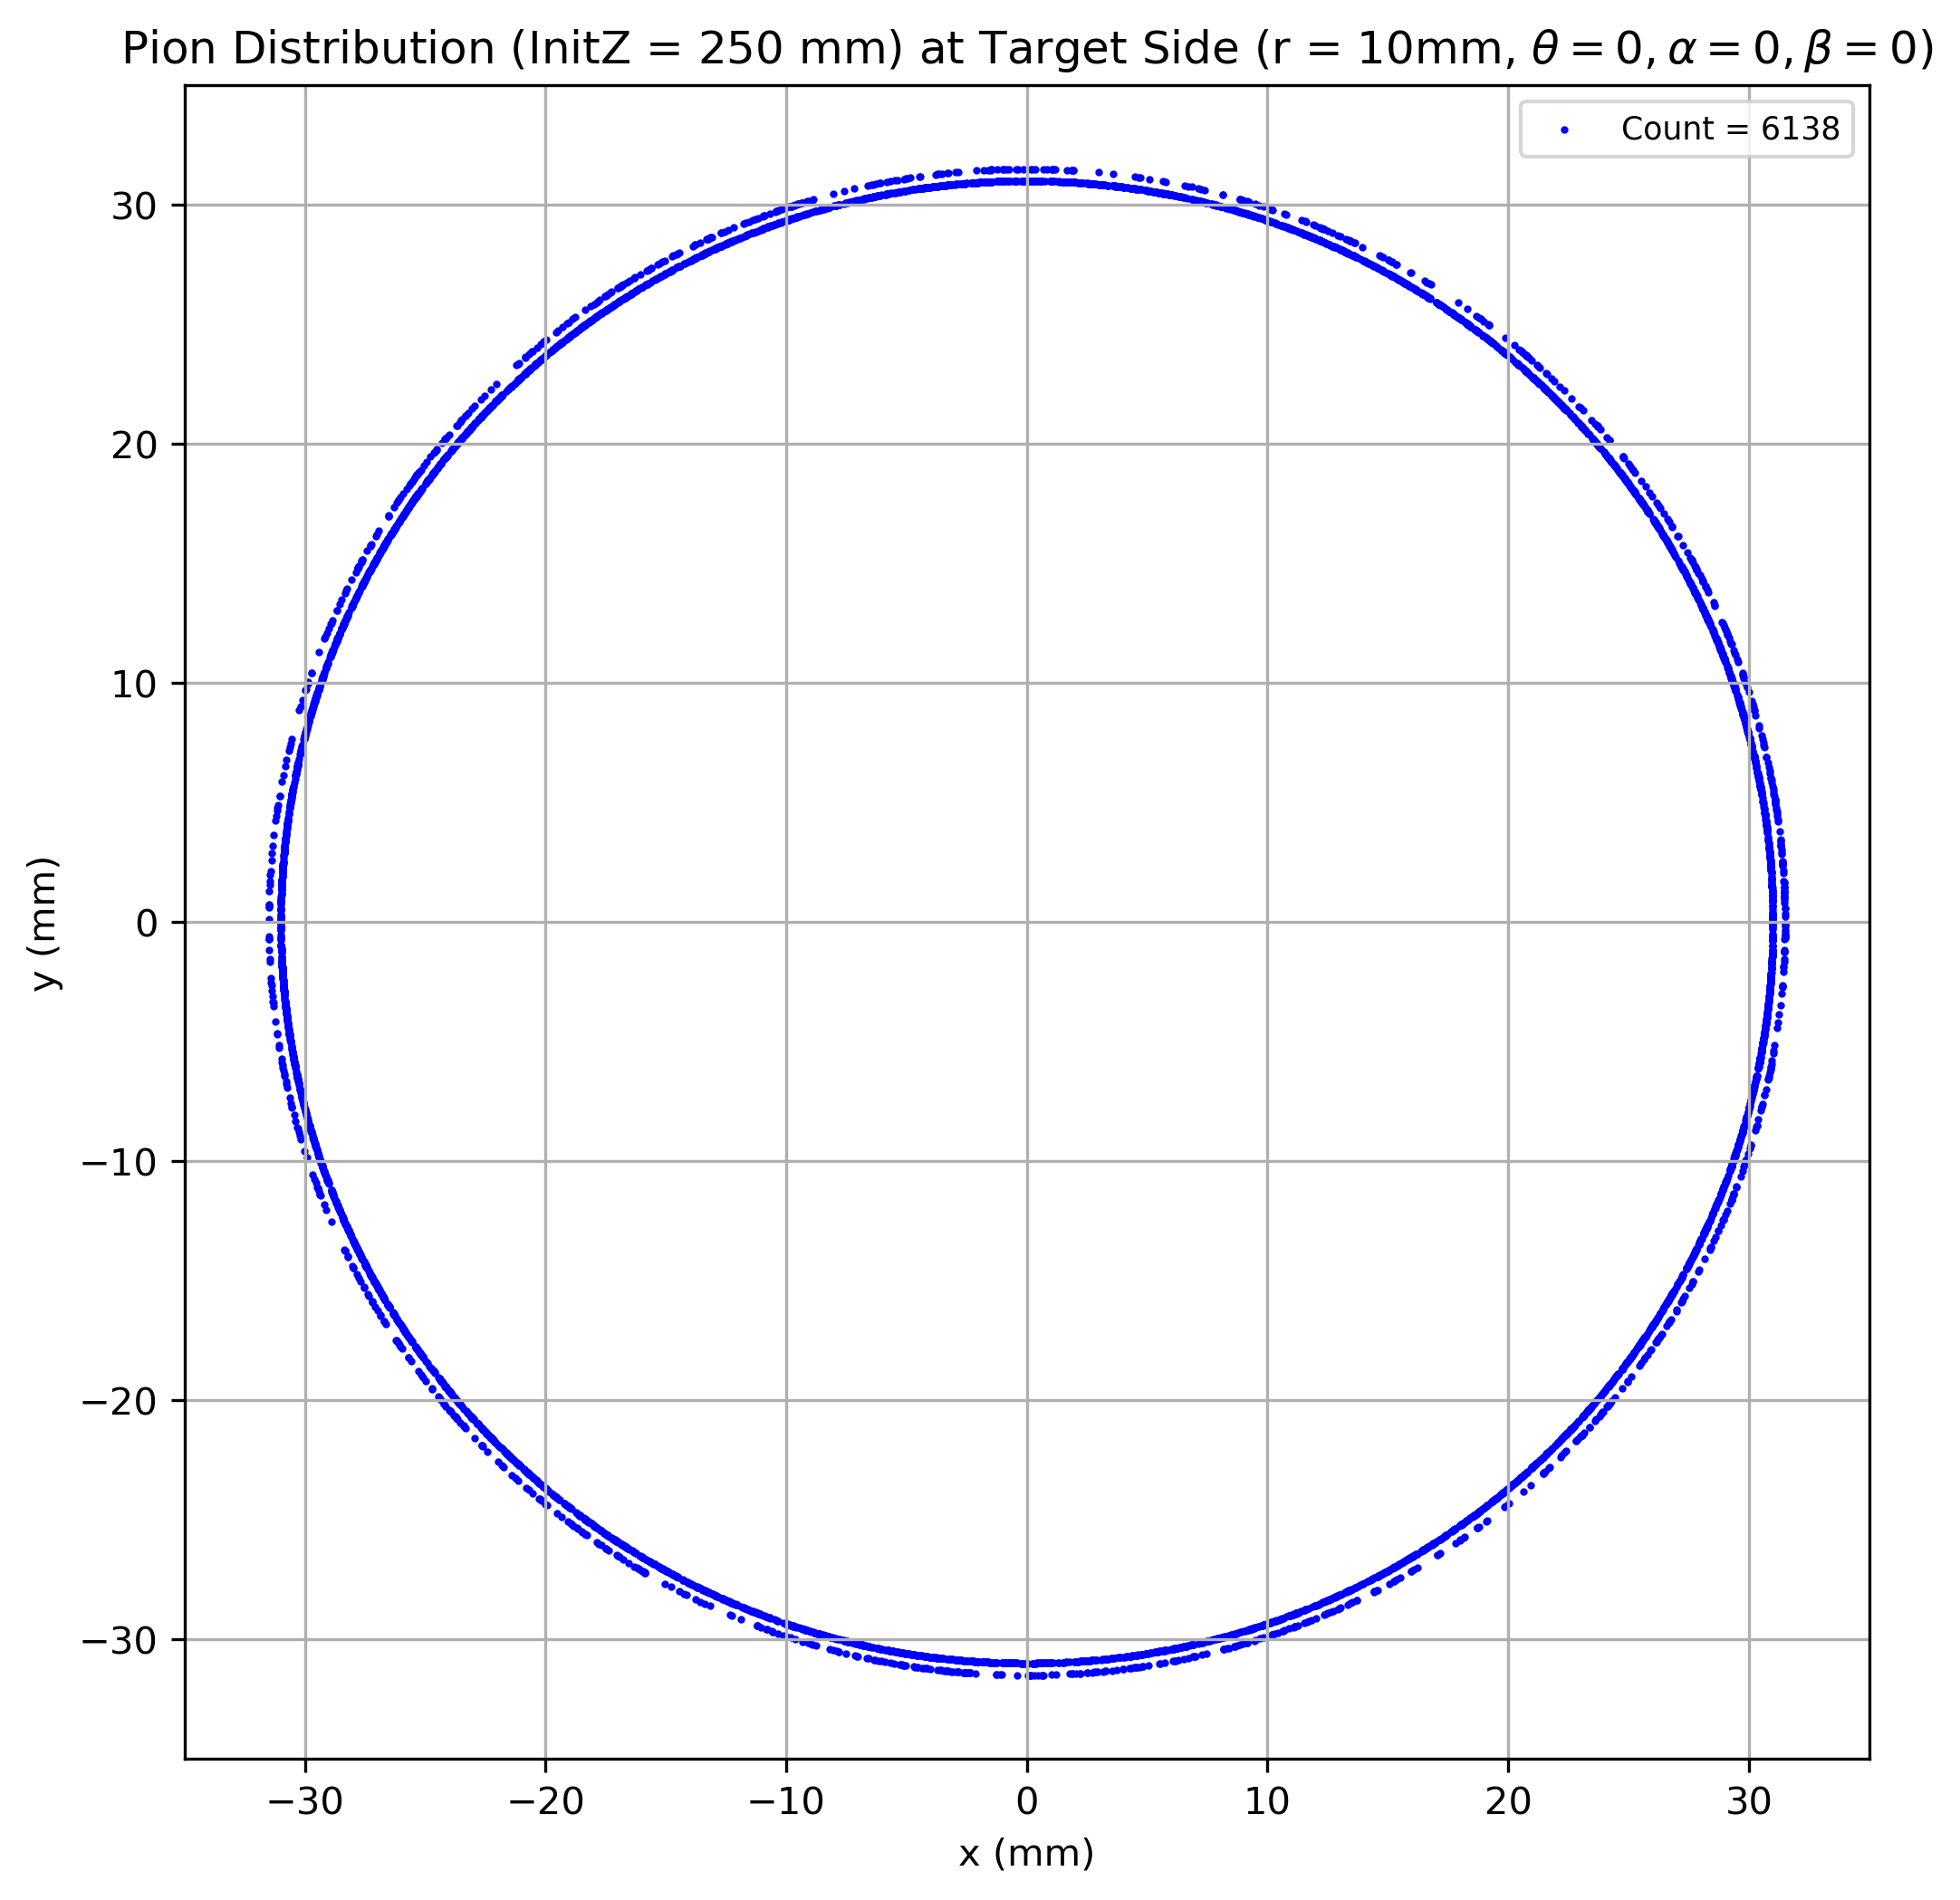 Pion Distribution (InitZ = 250 mm) at Target Side (r = 10mm, θ = 0, α = 0, β = 0)
Count = 6138
30
20
10
0
−10
−20
−30
y (mm)
−30 −20 −10 0 10 20 30
x (mm)